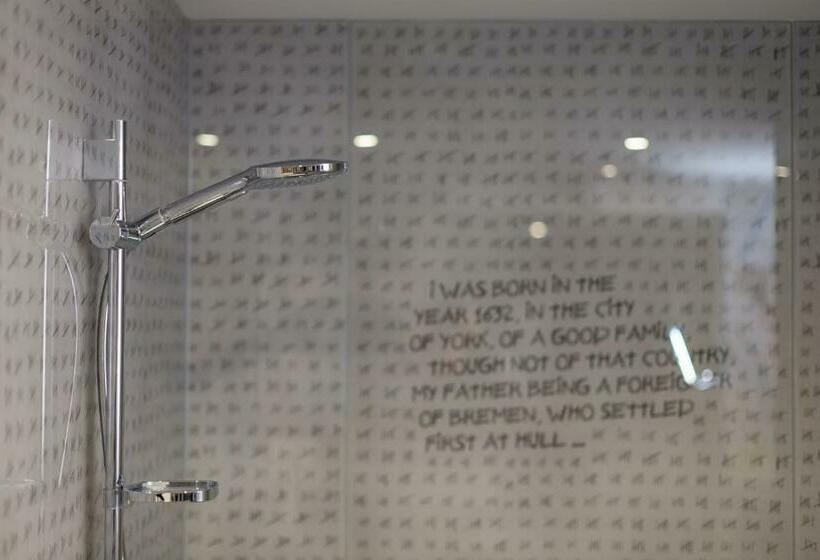 I WAS BORN IN THE
YEAR 1632, IN THE CITY
OF YORK, OF A GOOD FAMILY
THOUGH NOT OF THAT COUNTRY,
MY FATHER BEING A FOREIGNER
OF BREMEN, WHO SETTLED
FIRST AT HULL _